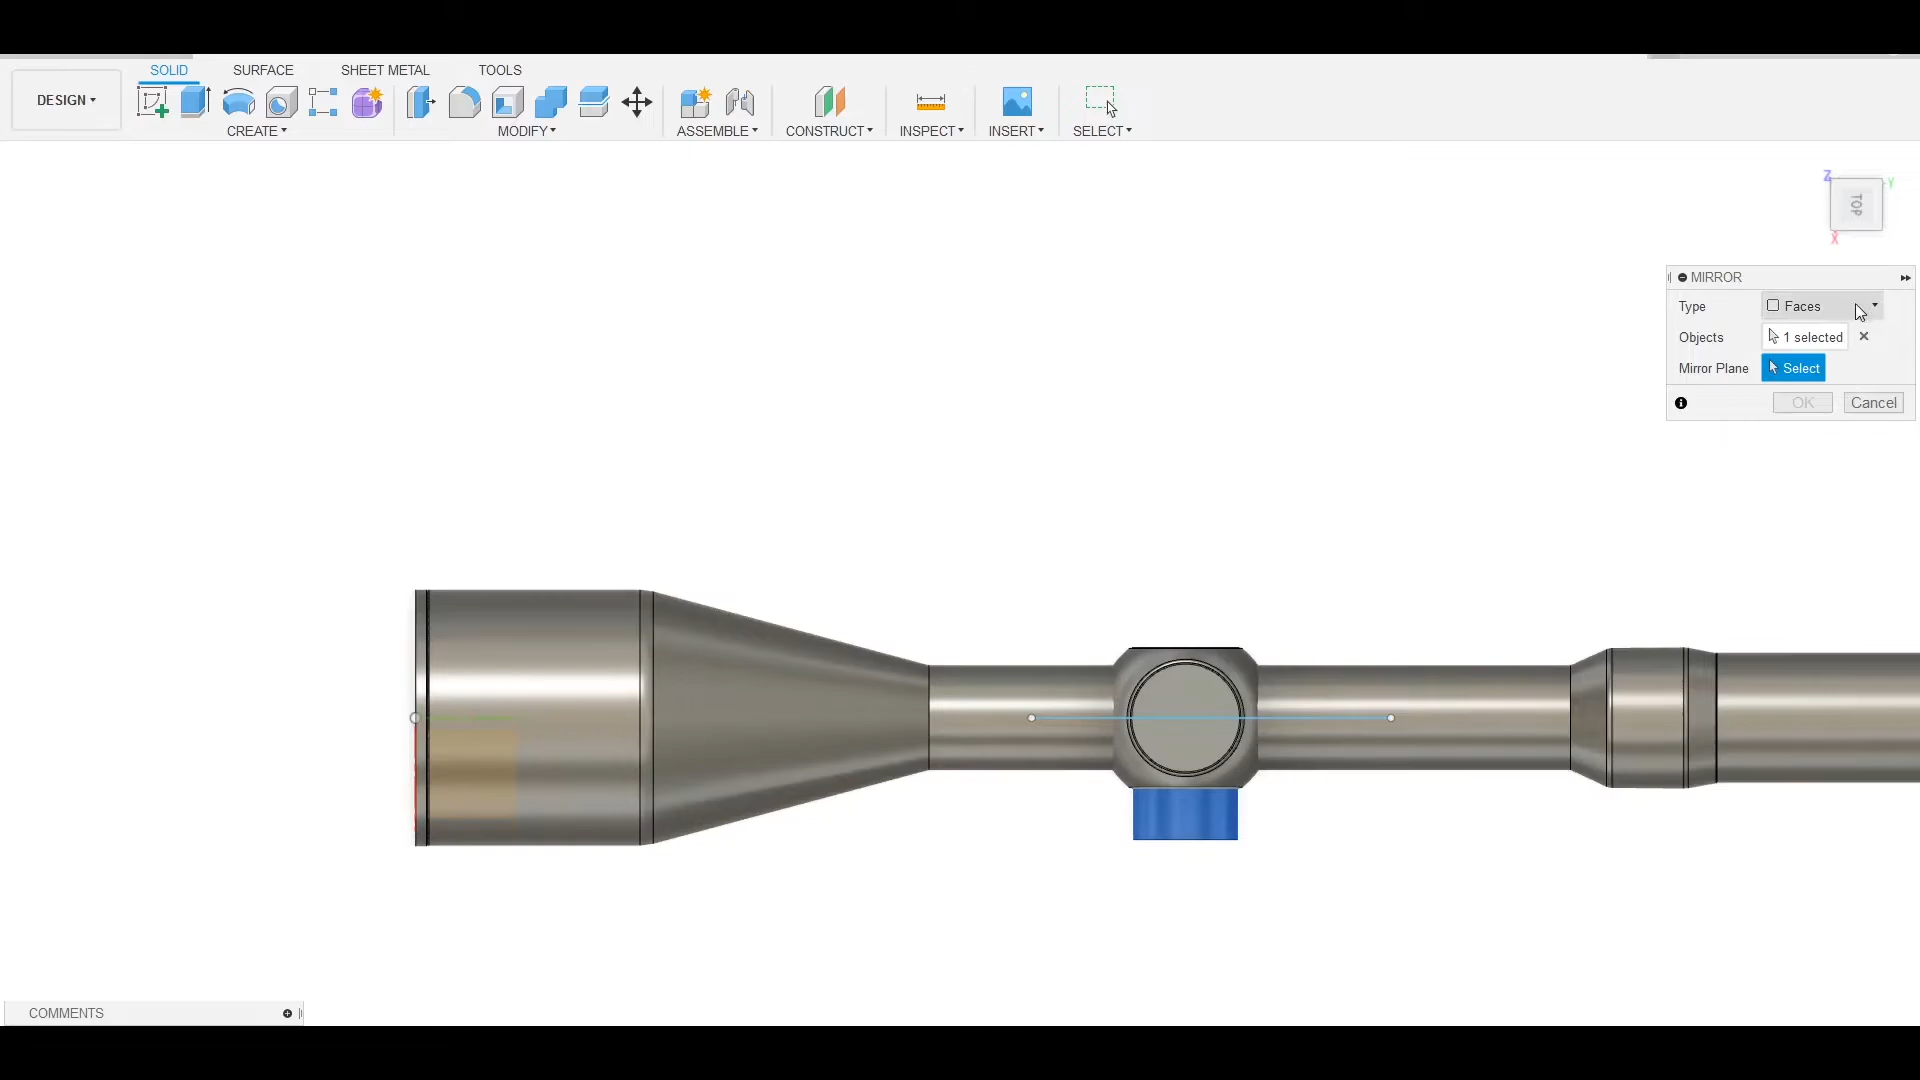 SOLID SURFACE SHEET METAL TOOLS
DESIGN
CREATE MODIFY ASSEMBLE CONSTRUCT INSPECT INSERT SELECT
Z Y
TOP
X
MIRROR
Type Faces
Objects 1 selected
Mirror Plane Select
OK Cancel
COMMENTS